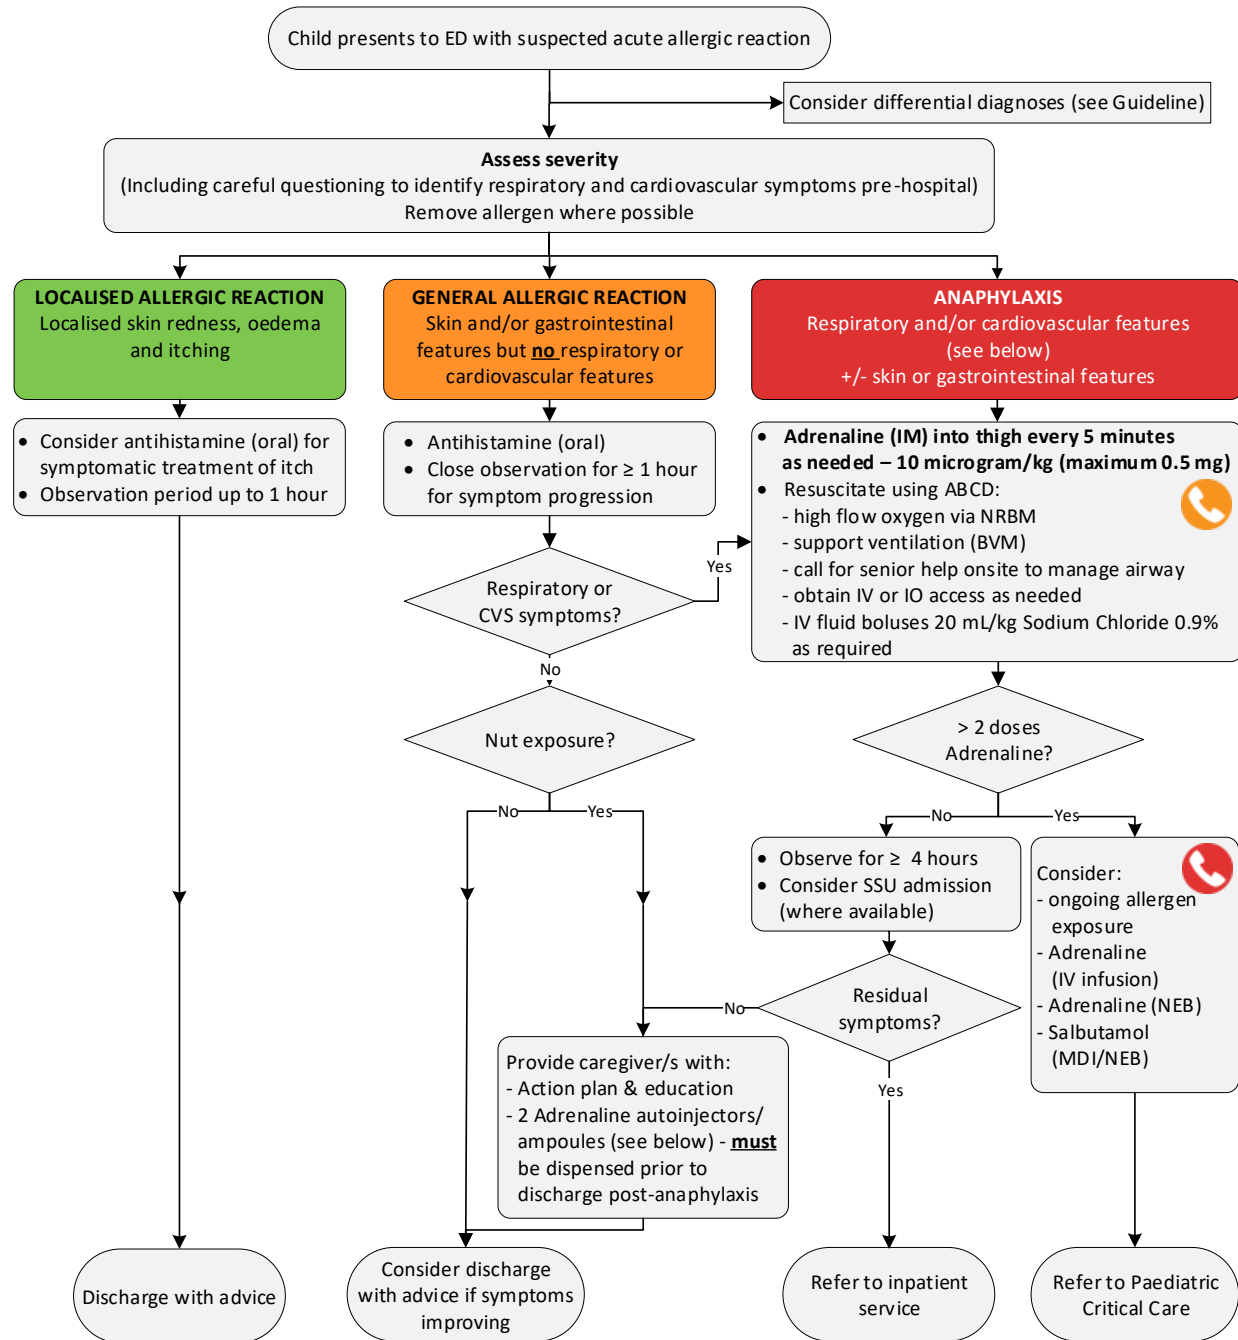 Child presents to ED with suspected acute allergic reaction
Consider differential diagnoses (see Guideline)
Assess severity
(Including careful questioning to identify respiratory and cardiovascular symptoms pre-hospital)
Remove allergen where possible
LOCALISED ALLERGIC REACTION
Localised skin redness, oedema
and itching
GENERAL ALLERGIC REACTION
Skin and/or gastrointestinal
features but no respiratory or
cardiovascular features
ANAPHYLAXIS
Respiratory and/or cardiovascular features
(see below)
+/- skin or gastrointestinal features
• Consider antihistamine (oral) for
symptomatic treatment of itch
• Observation period up to 1 hour
• Antihistamine (oral)
• Close observation for ≥ 1 hour
for symptom progression
• Adrenaline (IM) into thigh every 5 minutes
as needed – 10 microgram/kg (maximum 0.5 mg)
• Resuscitate using ABCD:
- high flow oxygen via NRBM
- support ventilation (BVM)
- call for senior help onsite to manage airway
- obtain IV or IO access as needed
- IV fluid boluses 20 mL/kg Sodium Chloride 0.9%
as required
Respiratory or
CVS symptoms?
Yes
No
Nut exposure?
No
Yes
> 2 doses
Adrenaline?
No
Yes
• Observe for ≥ 4 hours
• Consider SSU admission
(where available)
Consider:
- ongoing allergen
exposure
- Adrenaline
(IV infusion)
- Adrenaline (NEB)
- Salbutamol
(MDI/NEB)
Residual
symptoms?
No
Yes
Provide caregiver/s with:
- Action plan & education
- 2 Adrenaline autoinjectors/
ampoules (see below) - must
be dispensed prior to
discharge post-anaphylaxis
Discharge with advice
Consider discharge
with advice if symptoms
improving
Refer to inpatient
service
Refer to Paediatric
Critical Care